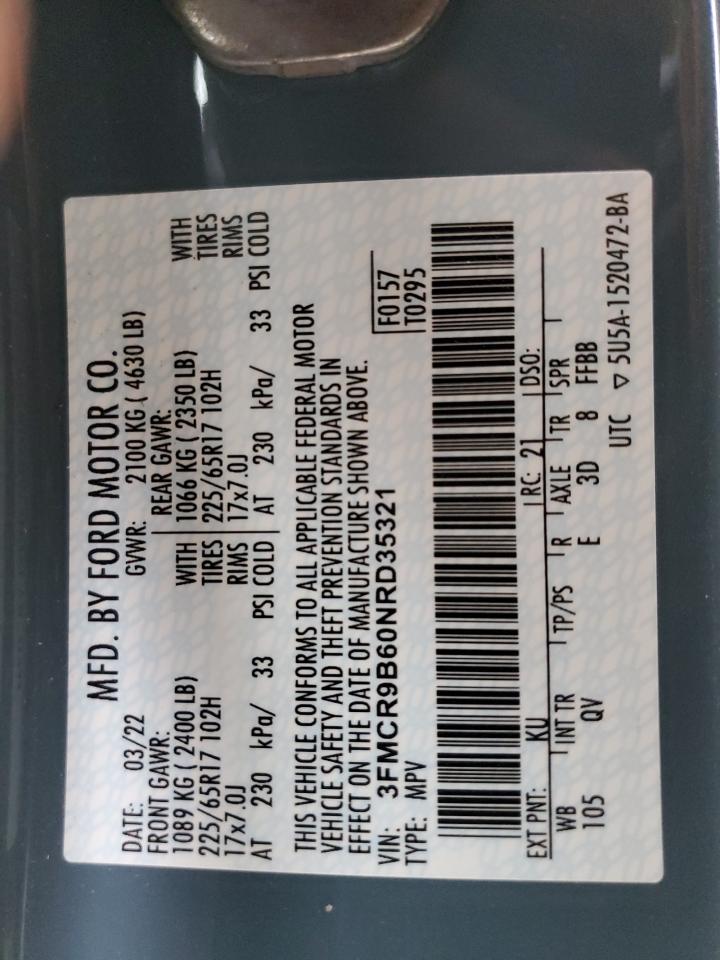 MFD. BY FORD MOTOR CO.
DATE: 03/22 GVWR: 2100 KG ( 4630 LB)
FRONT GAWR: REAR GAWR:
1089 KG ( 2400 LB) WITH 1066 KG ( 2350 LB) WITH
225/65R17 102H TIRES 225/65R17 102H TIRES
17x7.0J RIMS 17x7.0J RIMS
AT 230 kPa/ 33 PSI COLD AT 230 kPa/ 33 PSI COLD
THIS VEHICLE CONFORMS TO ALL APPLICABLE FEDERAL MOTOR
VEHICLE SAFETY AND THEFT PREVENTION STANDARDS IN
EFFECT ON THE DATE OF MANUFACTURE SHOWN ABOVE.
VIN: 3FMCR9B60NRD35321 F0157
TYPE: MPV T0295
EXT PNT: KU RC: 21 DSO:
WB INT TR TP/PS R AXLE TR SPR
105 QV E 3D 8 FFBB
UTC ▽ 5U5A-1520472-BA